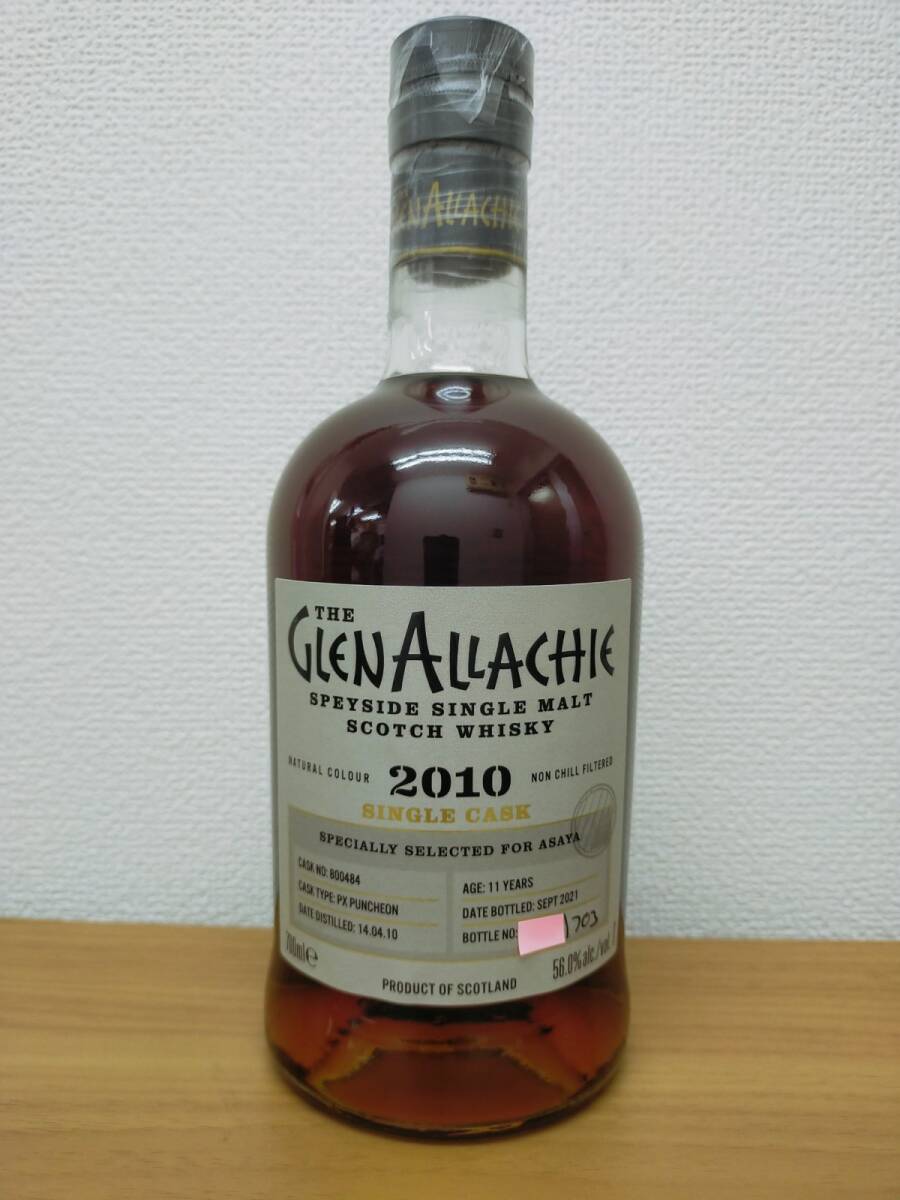 GLENALLACHIE
THE
GLENALLACHIE
SPEYSIDE SINGLE MALT
SCOTCH WHISKY
NATURAL COLOUR 2010 NON CHILL FILTERED
SINGLE CASK
SPECIALLY SELECTED FOR ASAYA
CASK NO: 800484
CASK TYPE: PX PUNCHEON
DATE DISTILLED: 14.04.10
AGE: 11 YEARS
DATE BOTTLED: SEPT 2021
BOTTLE NO: 703
700ml℮
56.0%alc./vol.
PRODUCT OF SCOTLAND